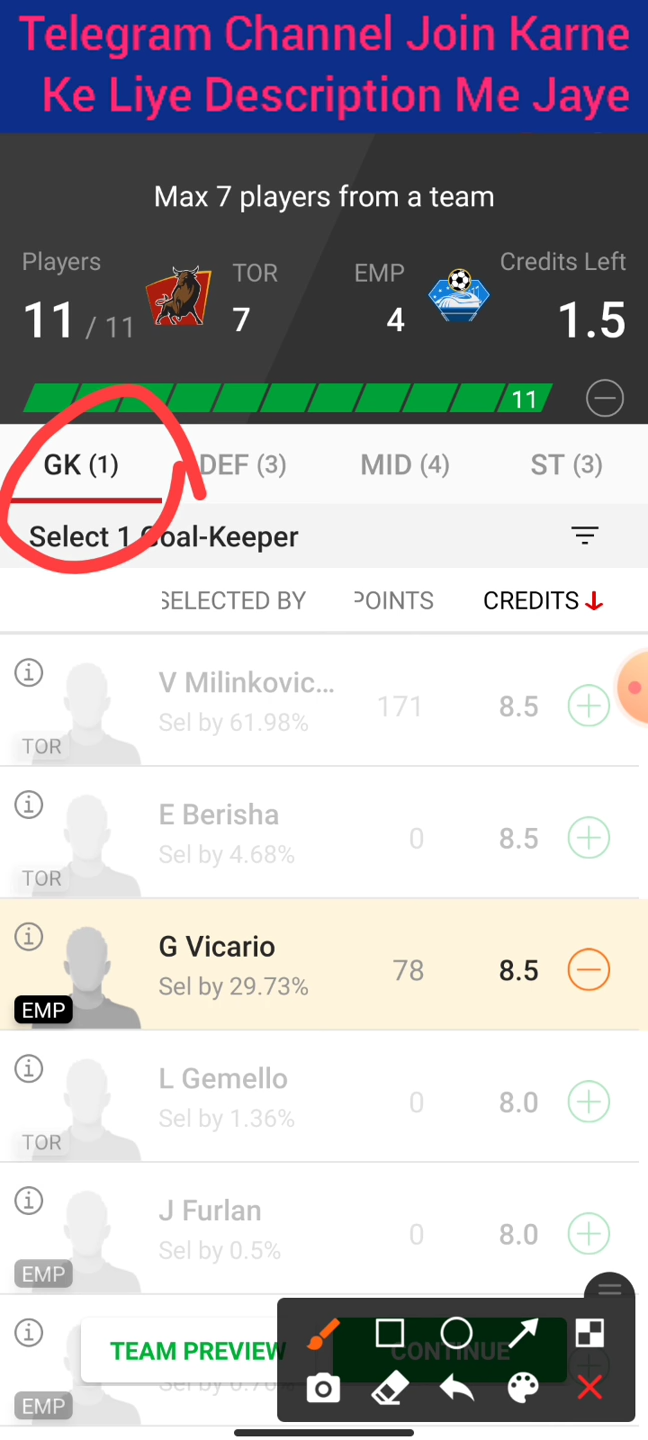 Telegram Channel Join Karne
Ke Liye Description Me Jaye
Max 7 players from a team
Players
TOR
EMP
Credits Left
11 / 11
7
4
1.5
11
GK (1)
DEF (3)
MID (4)
ST (3)
Select 1 Goal-Keeper
SELECTED BY
POINTS
CREDITS
V Milinkovic...
Sel by 61.98%
171
8.5
TOR
E Berisha
Sel by 4.68%
0
8.5
TOR
G Vicario
Sel by 29.73%
78
8.5
EMP
L Gemello
Sel by 1.36%
0
8.0
TOR
J Furlan
Sel by 0.5%
0
8.0
EMP
TEAM PREVIEW
CONTINUE
EMP